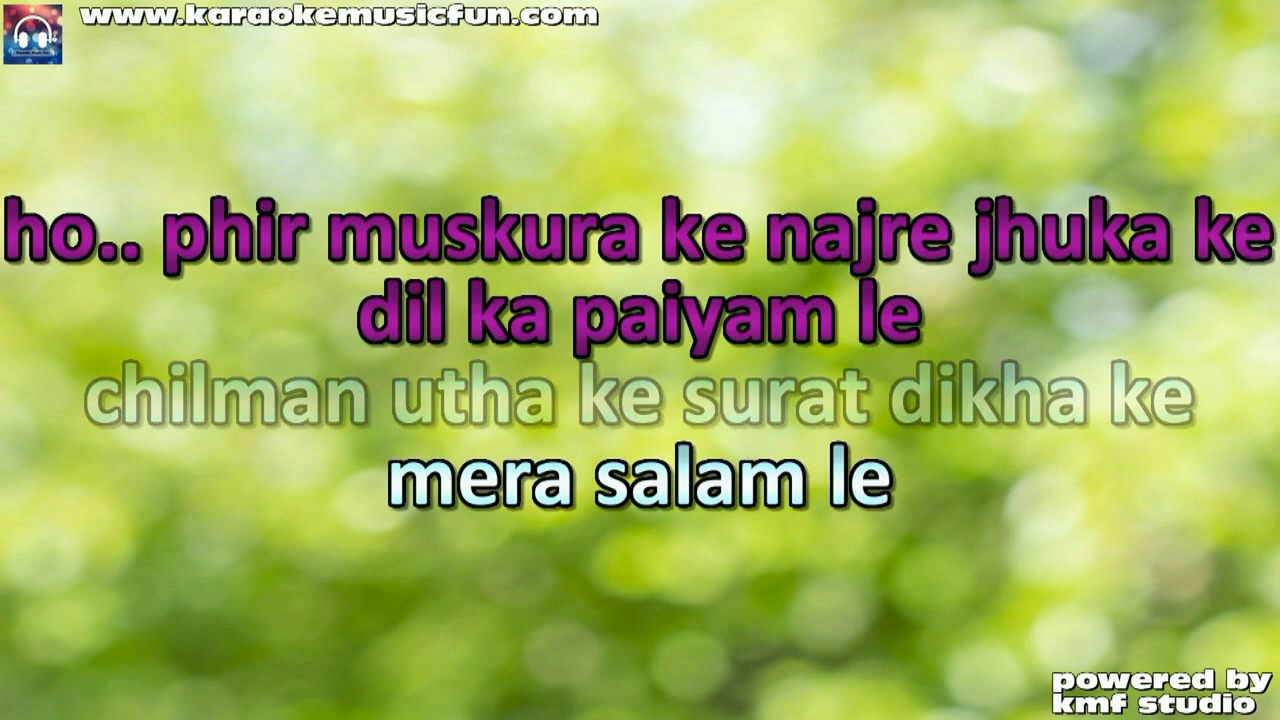 www.karaokemusicfun.com
ho.. phir muskura ke najre jhuka ke
dil ka paiyam le
chilman utha ke surat dikha ke
mera salam le
powered by
kmf studio